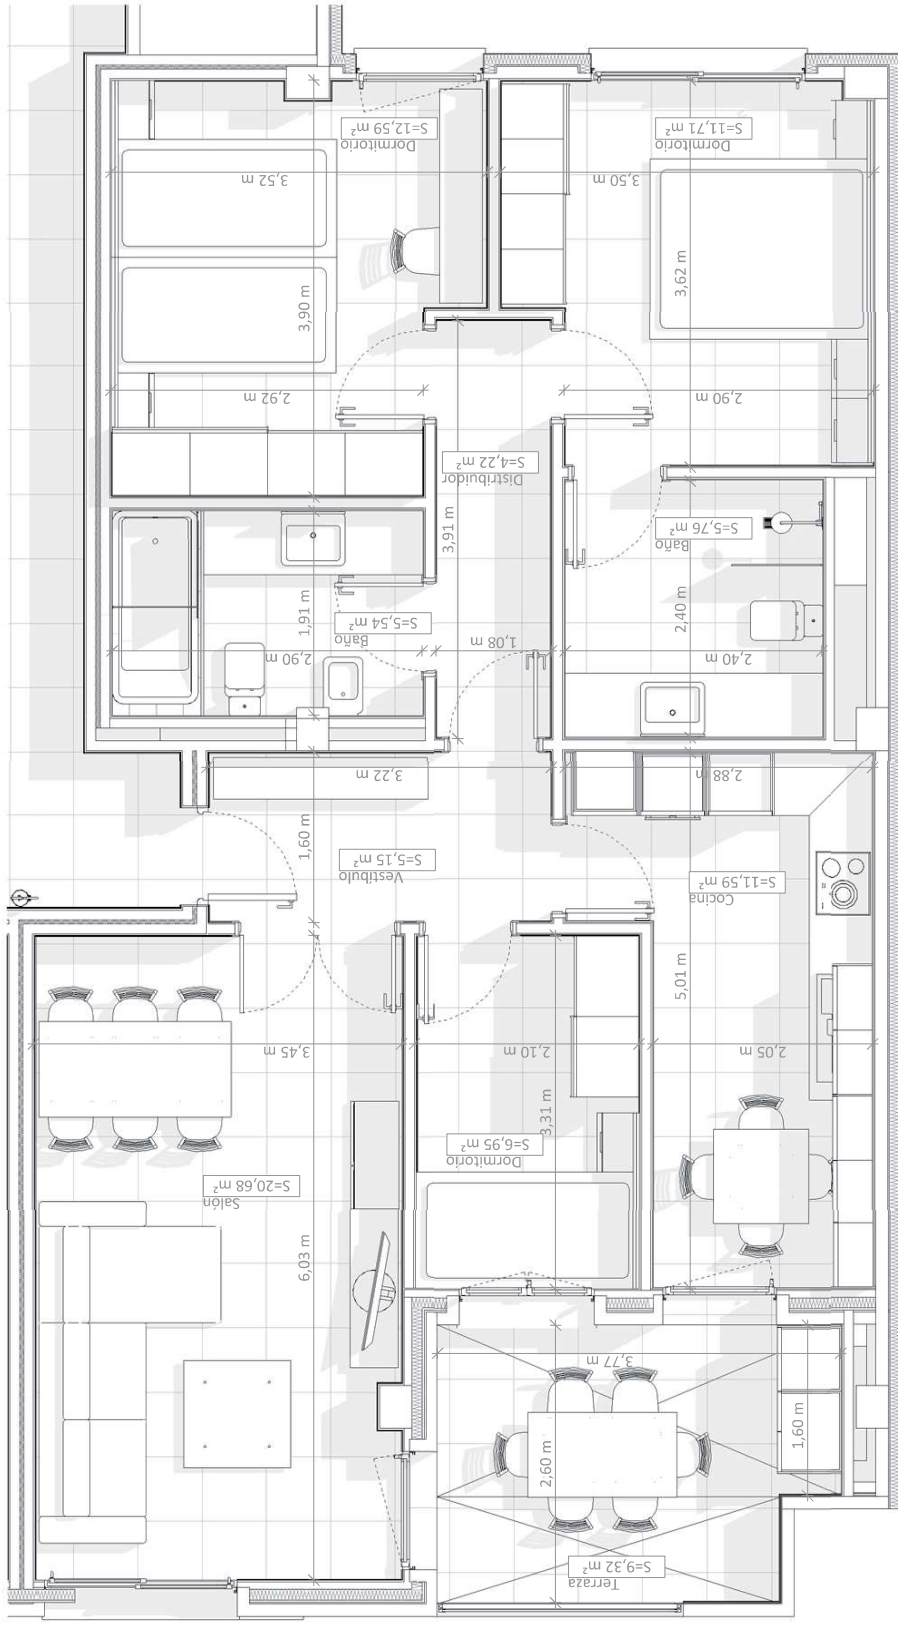 Dormitorio
S=12,59 m²
Dormitorio
S=11,71 m²
3,52 m
3,50 m
3,90 m
3,62 m
2,92 m
2,90 m
Distribuidor
S=4,22 m²
3,91 m
Baño
S=5,76 m²
Baño
S=5,54 m²
1,91 m
2,40 m
2,90 m
1,08 m
2,40 m
3,22 m
2,88 m
1,60 m
Vestíbulo
S=5,15 m²
Cocina
S=11,59 m²
5,01 m
3,45 m
2,10 m
2,05 m
3,31 m
Dormitorio
S=6,95 m²
Salón
S=20,68 m²
6,03 m
3,77 m
1,60 m
2,60 m
Terraza
S=9,32 m²